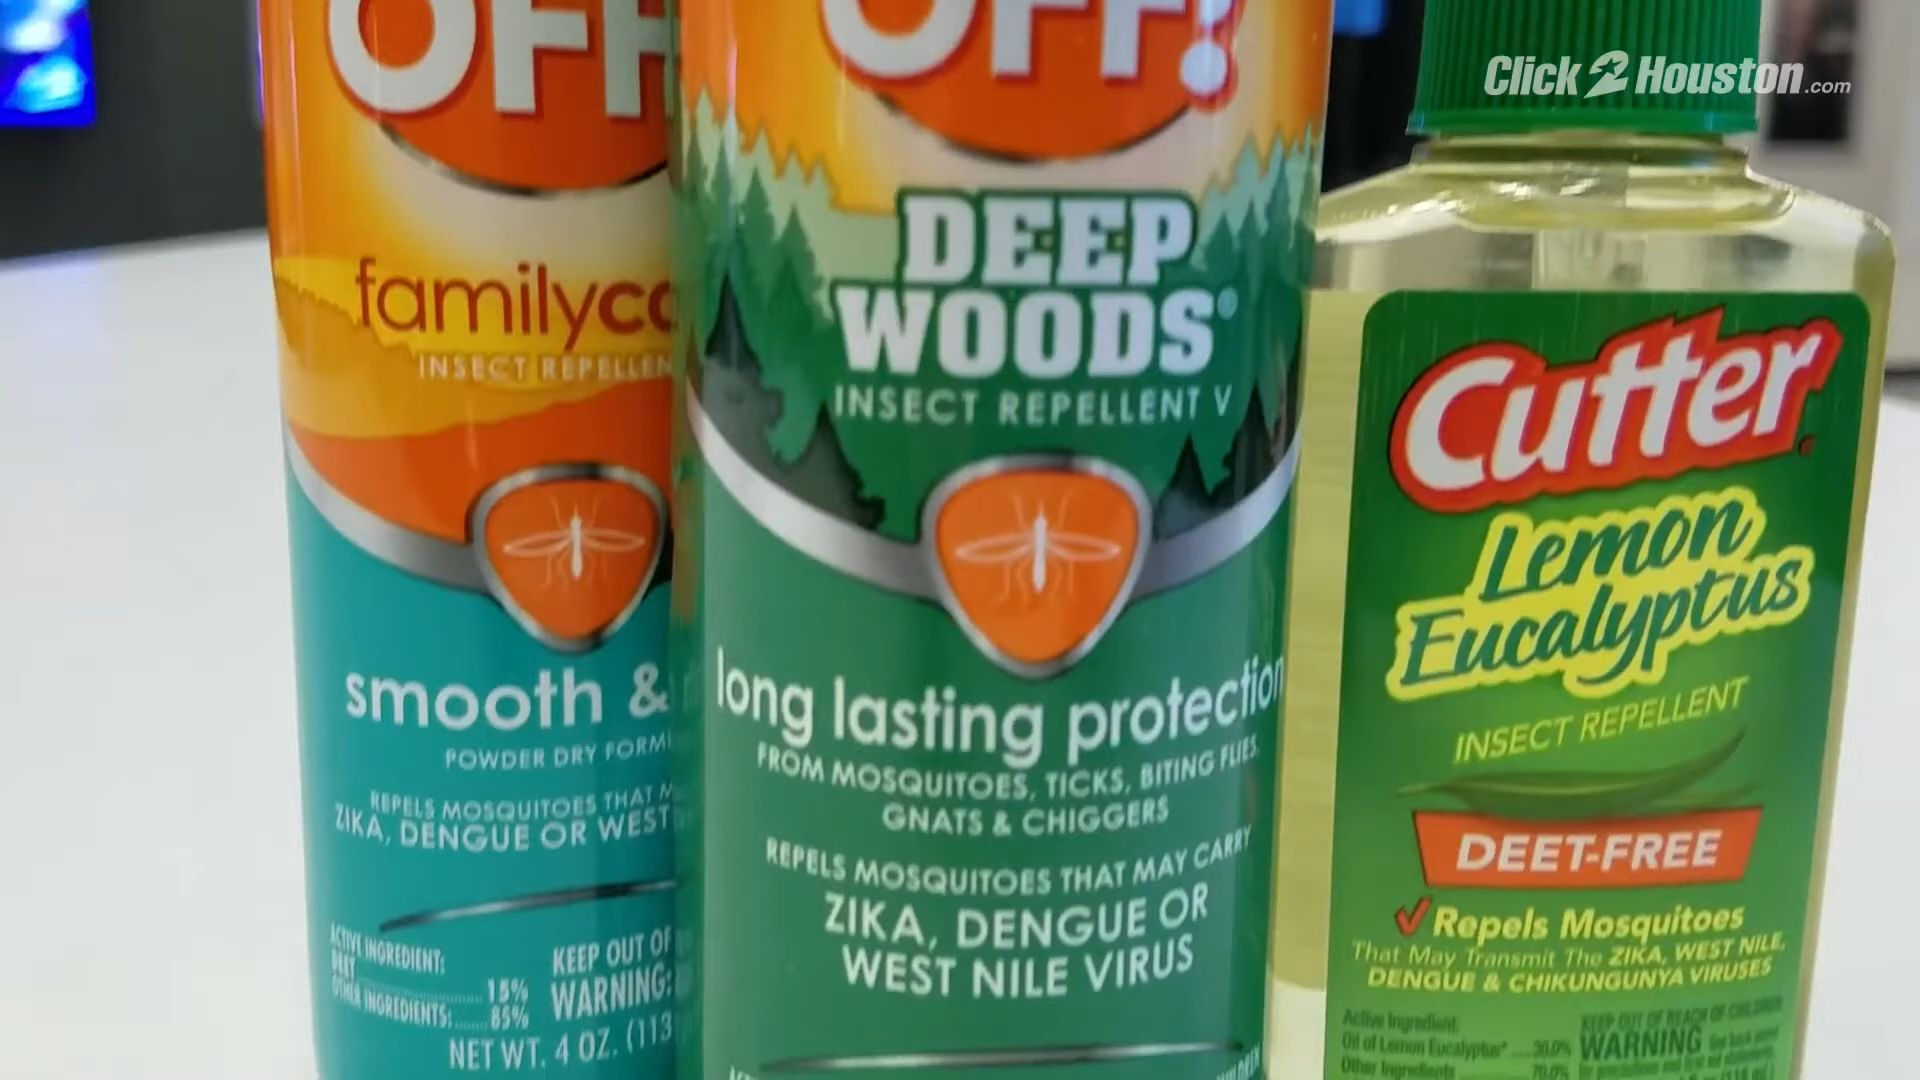 OFF
familyca
INSECT REPELLEN
smooth &
POWDER DRY FORM
REPELS MOSQUITOES THAT M
ZIKA, DENGUE OR WEST
ACTIVE INGREDIENT:
DEET 15%
OTHER INGREDIENTS: 85%
KEEP OUT OF
WARNING:
NET WT. 4 OZ. (113
OFF!
DEEP
WOODS®
INSECT REPELLENT V
long lasting protection
FROM MOSQUITOES, TICKS, BITING FLIES,
GNATS & CHIGGERS
REPELS MOSQUITOES THAT MAY CARRY
ZIKA, DENGUE OR
WEST NILE VIRUS
Click2Houston.com
Cutter
Lemon
Eucalyptus
INSECT REPELLENT
DEET-FREE
Repels Mosquitoes
That May Transmit The ZIKA, WEST NILE,
DENGUE & CHIKUNGUNYA VIRUSES
Active Ingredient:
Oil of Lemon Eucalyptus* 30.0%
Other Ingredients 70.0%
KEEP OUT OF REACH OF CHILDREN
WARNING